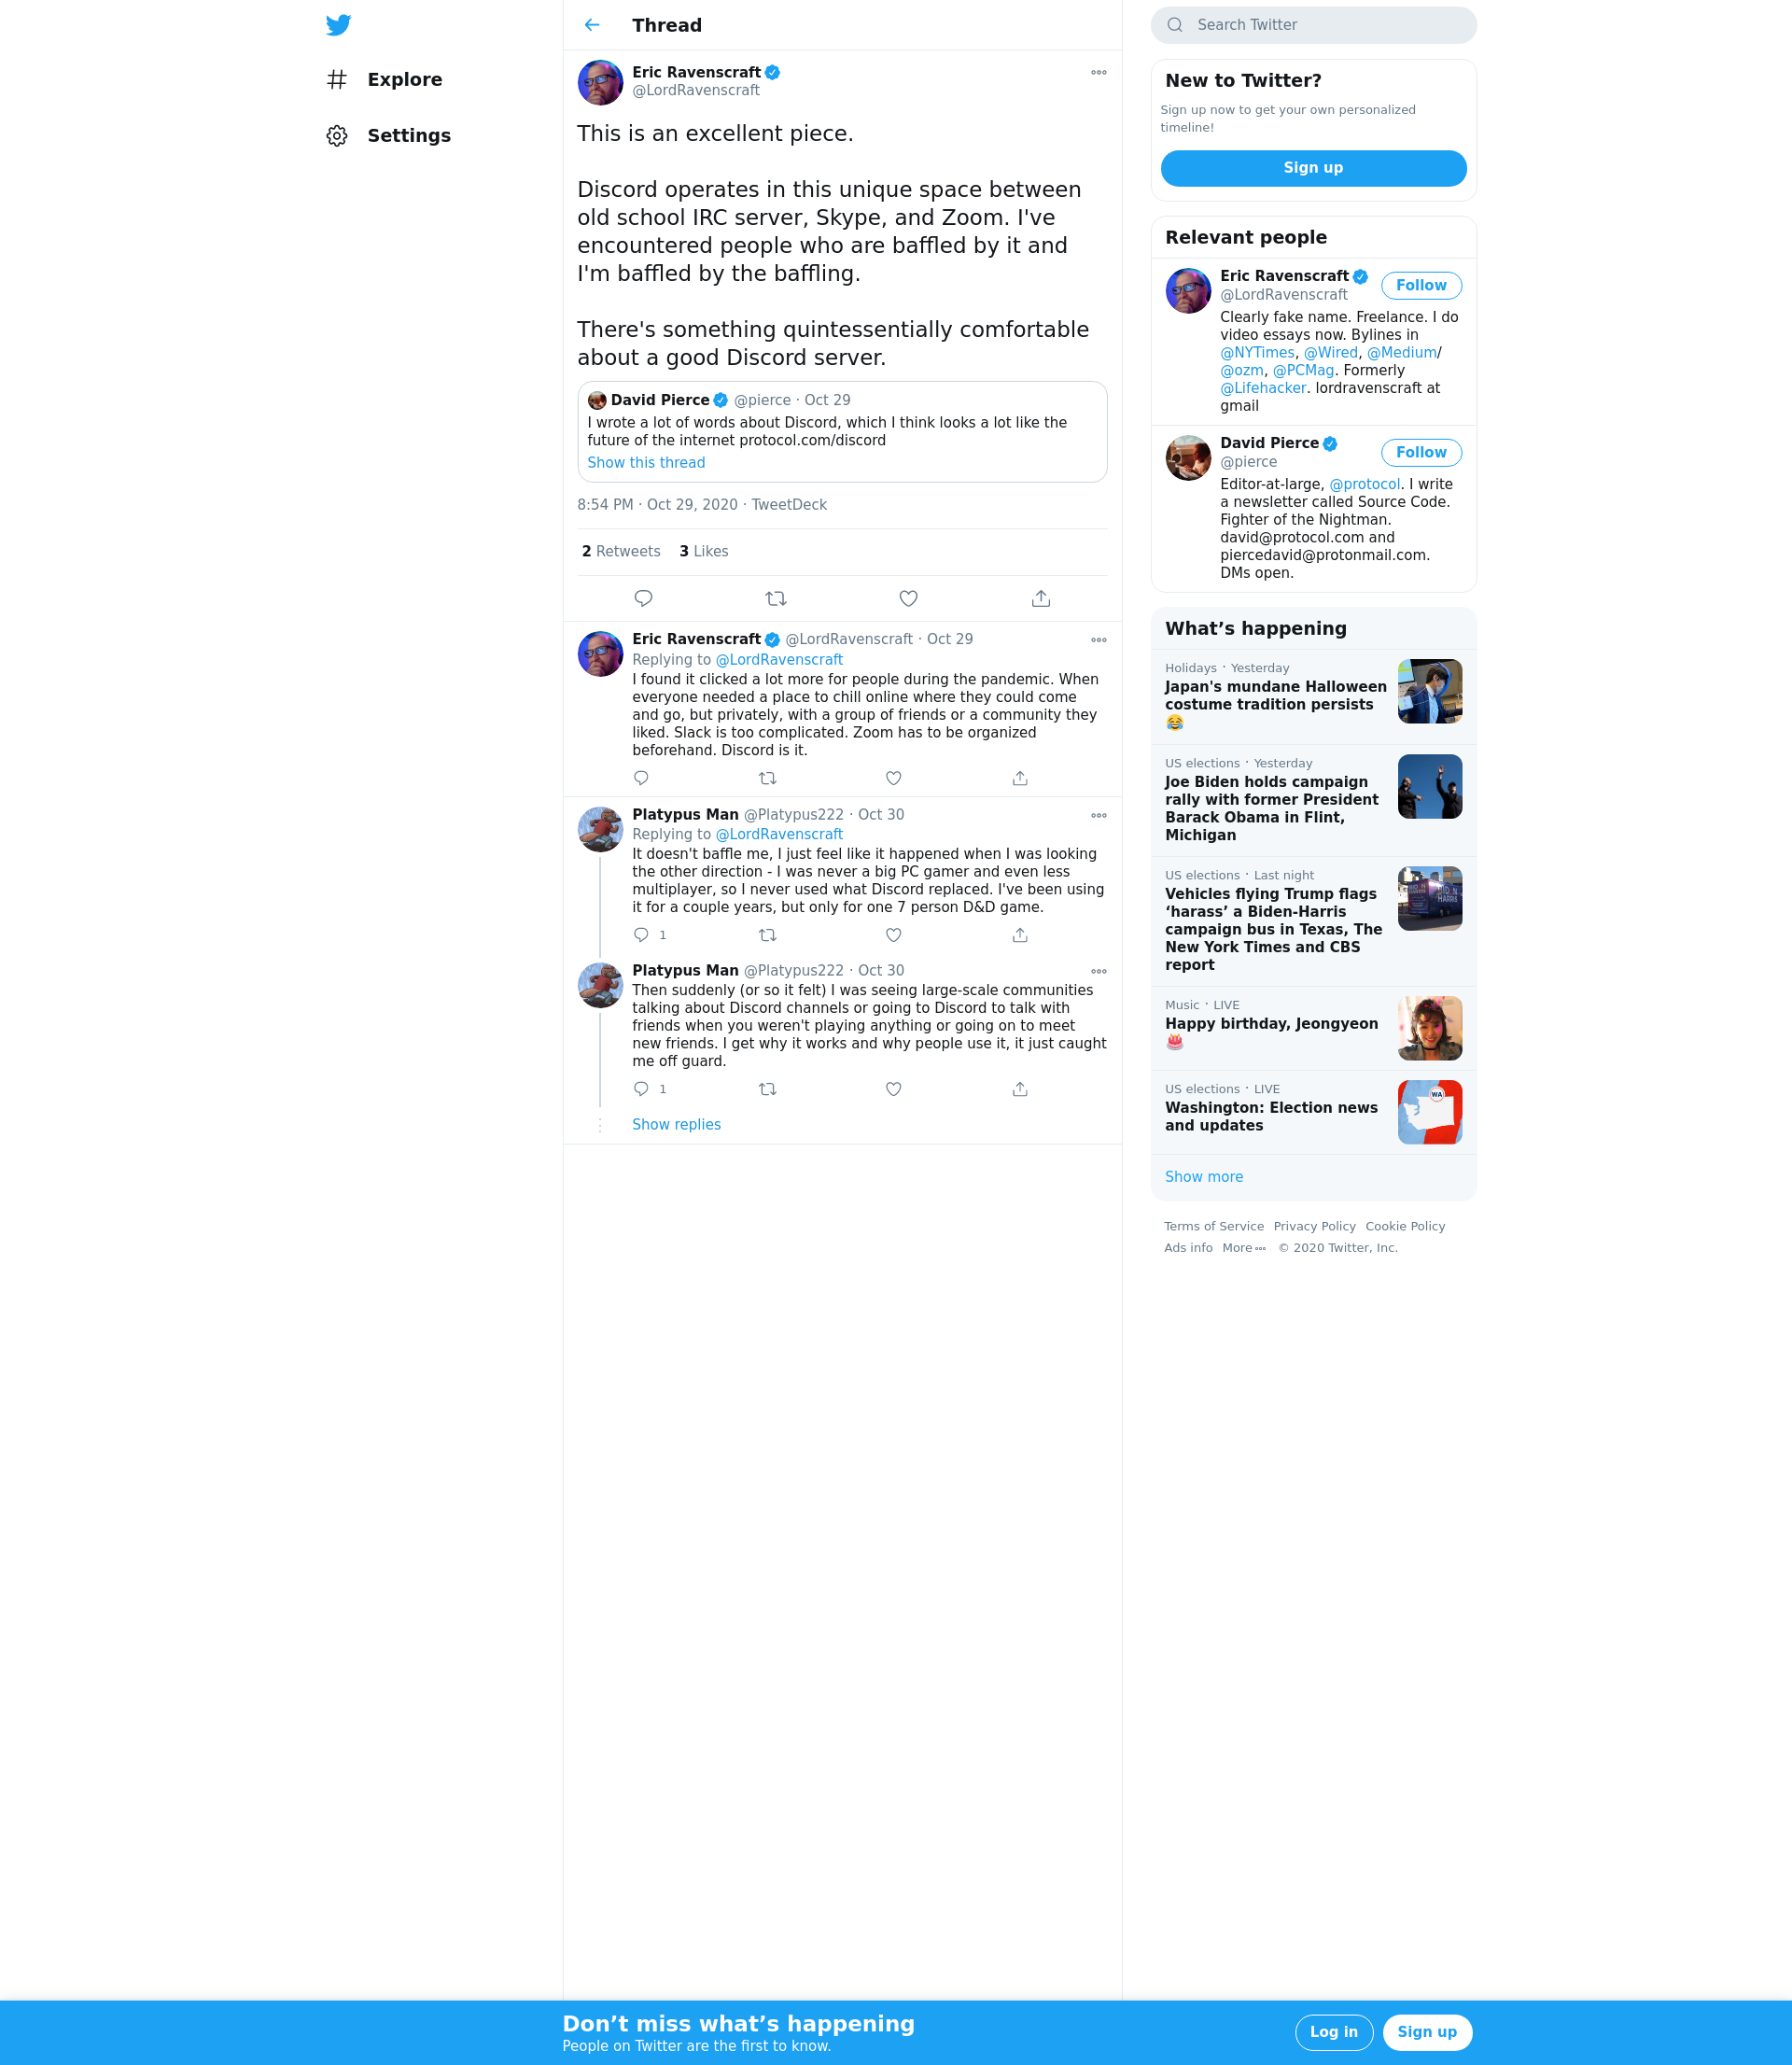 Explore
Settings
Thread
Eric Ravenscraft
@LordRavenscraft
This is an excellent piece.
Discord operates in this unique space between
old school IRC server, Skype, and Zoom. I've
encountered people who are baffled by it and
I'm baffled by the baffling.
There's something quintessentially comfortable
about a good Discord server.
David Pierce @pierce · Oct 29
I wrote a lot of words about Discord, which I think looks a lot like the
future of the internet protocol.com/discord
Show this thread
8:54 PM · Oct 29, 2020 · TweetDeck
2 Retweets 3 Likes
Eric Ravenscraft @LordRavenscraft · Oct 29
Replying to @LordRavenscraft
I found it clicked a lot more for people during the pandemic. When
everyone needed a place to chill online where they could come
and go, but privately, with a group of friends or a community they
liked. Slack is too complicated. Zoom has to be organized
beforehand. Discord is it.
Platypus Man @Platypus222 · Oct 30
Replying to @LordRavenscraft
It doesn't baffle me, I just feel like it happened when I was looking
the other direction - I was never a big PC gamer and even less
multiplayer, so I never used what Discord replaced. I've been using
it for a couple years, but only for one 7 person D&D game.
1
Platypus Man @Platypus222 · Oct 30
Then suddenly (or so it felt) I was seeing large-scale communities
talking about Discord channels or going to Discord to talk with
friends when you weren't playing anything or going on to meet
new friends. I get why it works and why people use it, it just caught
me off guard.
1
Show replies
Search Twitter
New to Twitter?
Sign up now to get your own personalized
timeline!
Sign up
Relevant people
Eric Ravenscraft
@LordRavenscraft
Follow
Clearly fake name. Freelance. I do
video essays now. Bylines in
@NYTimes, @Wired, @Medium/
@ozm, @PCMag. Formerly
@Lifehacker. lordravenscraft at
gmail
David Pierce
@pierce
Follow
Editor-at-large, @protocol. I write
a newsletter called Source Code.
Fighter of the Nightman.
david@protocol.com and
piercedavid@protonmail.com.
DMs open.
What’s happening
Holidays · Yesterday
Japan's mundane Halloween
costume tradition persists
😂
US elections · Yesterday
Joe Biden holds campaign
rally with former President
Barack Obama in Flint,
Michigan
US elections · Last night
Vehicles flying Trump flags
‘harass’ a Biden-Harris
campaign bus in Texas, The
New York Times and CBS
report
Music · LIVE
Happy birthday, Jeongyeon
🎂
US elections · LIVE
Washington: Election news
and updates
WA
Show more
Terms of Service Privacy Policy Cookie Policy
Ads info More © 2020 Twitter, Inc.
Don’t miss what’s happening
People on Twitter are the first to know.
Log in
Sign up